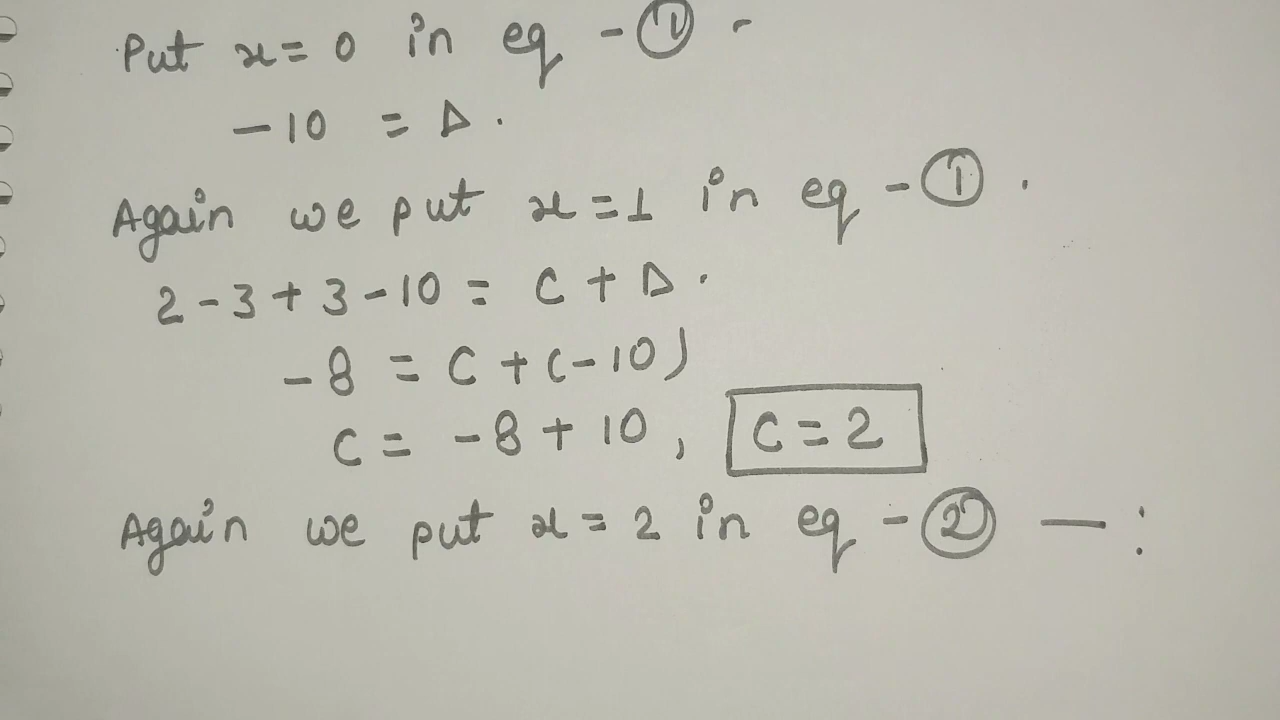 Put x = 0 in eq - ① -
- 10 = D .
Again we put x = 1 in eq - ① .
2 - 3 + 3 - 10 = C + D .
- 8 = C + (-10)
C = - 8 + 10 , C = 2
Again we put x = 2 in eq - ② — :